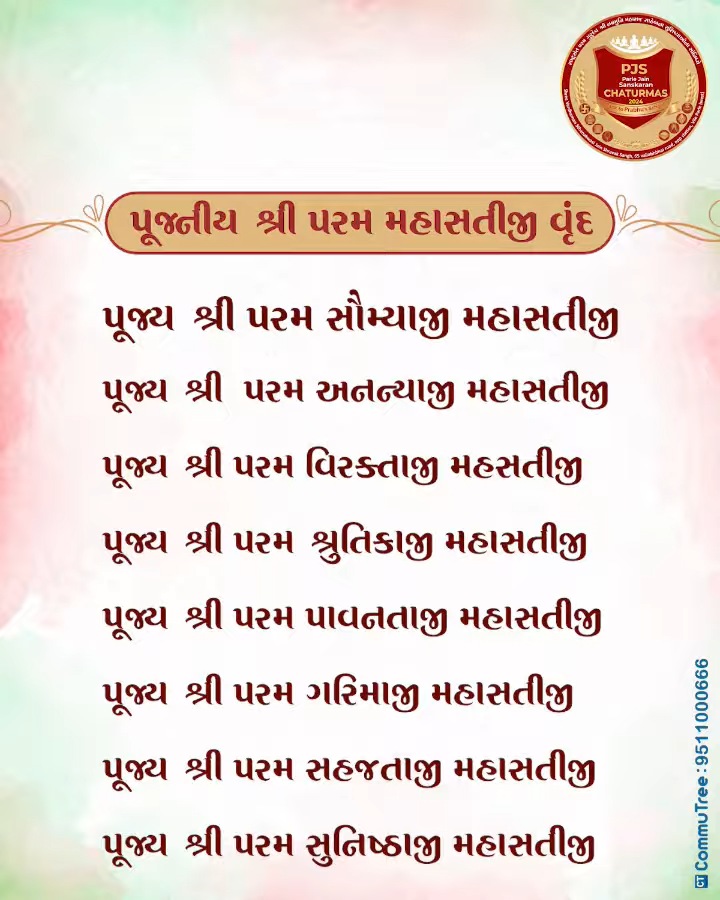 PJS
Parle Jain
Sanskaran
CHATURMAS
2024
પૂજનીય શ્રી પરમ મહાસતીજી વૃંદ
પૂજ્ય શ્રી પરમ સૌમ્યાજી મહાસતીજી
પૂજ્ય શ્રી પરમ અનન્યાજી મહાસતીજી
પૂજ્ય શ્રી પરમ વિરક્તાજી મહસતીજી
પૂજ્ય શ્રી પરમ શ્રુતિકાજી મહાસતીજી
પૂજ્ય શ્રી પરમ પાવનતાજી મહાસતીજી
પૂજ્ય શ્રી પરમ ગરિમાજી મહાસતીજી
પૂજ્ય શ્રી પરમ સહજતાજી મહાસતીજી
પૂજ્ય શ્રી પરમ સુનિષ્ઠાજી મહાસતીજી
CT CommuTree : 9511000666